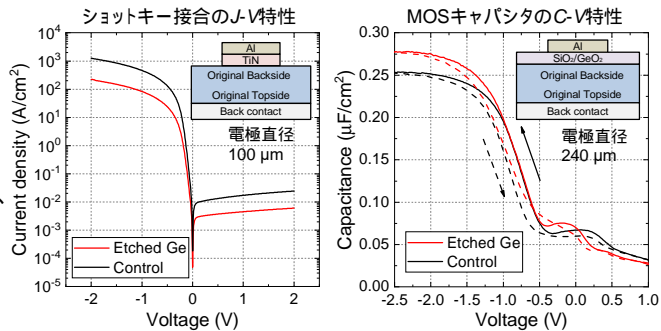 ショットキー接合のJ-V特性
Current density (A/cm²)
10⁴
10³
10²
10¹
10⁰
10⁻¹
10⁻²
10⁻³
10⁻⁴
10⁻⁵
Al
TiN
Original Backside
Original Topside
Back contact
電極直径
100 μm
Etched Ge
Control
-2 -1 0 1 2
Voltage (V)
MOSキャパシタのC-V特性
Capacitance (μF/cm²)
0.30
0.25
0.20
0.15
0.10
0.05
0.00
Al
SiO₂/GeO₂
Original Backside
Original Topside
Back contact
電極直径
240 μm
Etched Ge
Control
-2.5 -2.0 -1.5 -1.0 -0.5 0.0 0.5 1.0
Voltage (V)